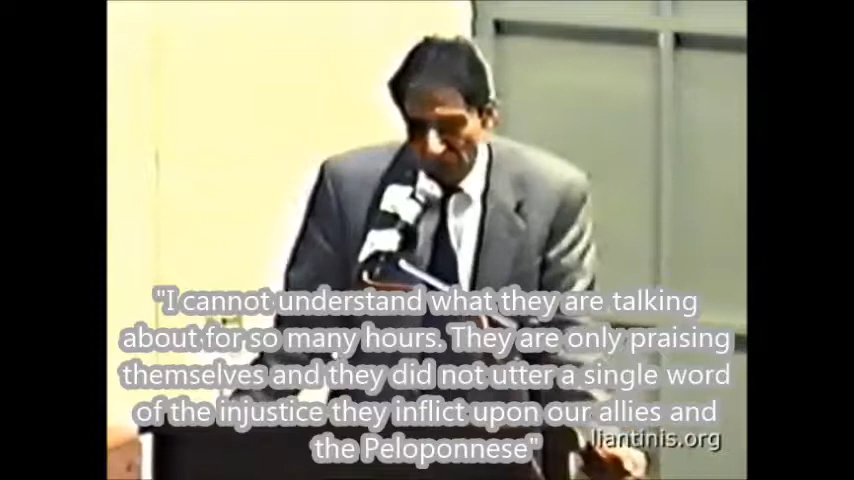 "I cannot understand what they are talking
about for so many hours. They are only praising
themselves and they did not utter a single word
of the injustice they inflict upon our allies and
the Peloponnese"
liantinis.org